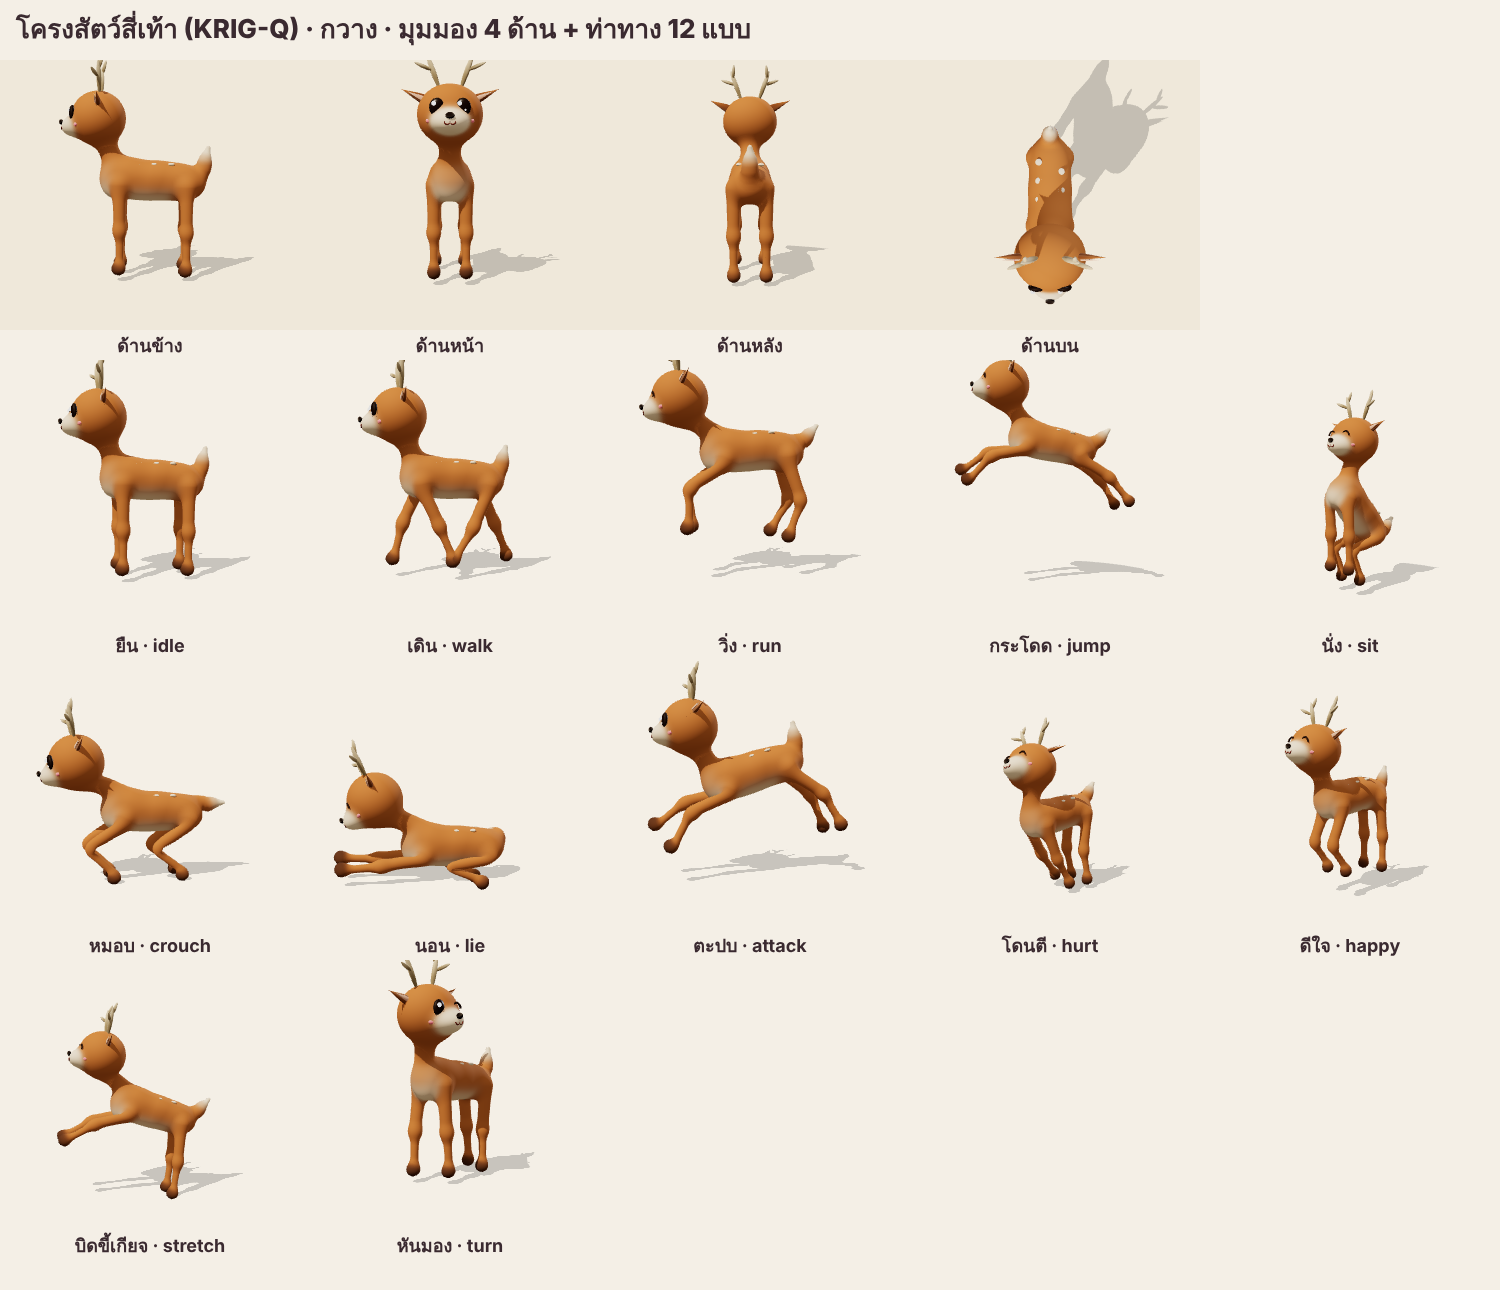 โครงสัตว์สี่เท้า (KRIG-Q) · กวาง · มุมมอง 4 ด้าน + ท่าทาง 12 แบบ
ด้านข้าง
ด้านหน้า
ด้านหลัง
ด้านบน
ยืน · idle
เดิน · walk
วิ่ง · run
กระโดด · jump
นั่ง · sit
หมอบ · crouch
นอน · lie
ตะปบ · attack
โดนตี · hurt
ดีใจ · happy
บิดขี้เกียจ · stretch
หันมอง · turn